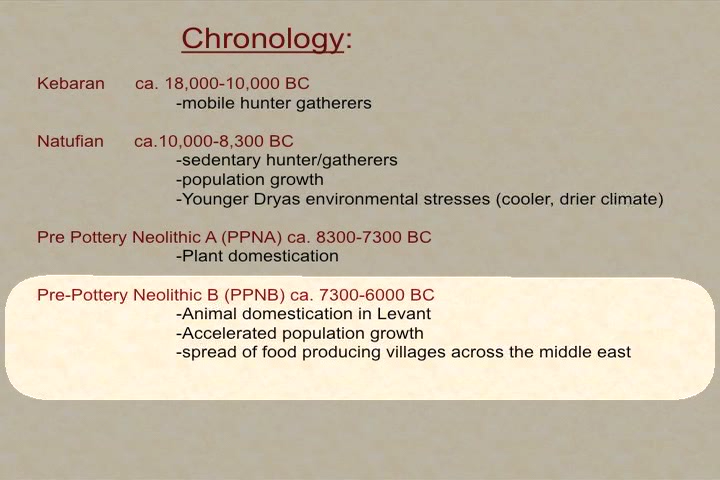 Chronology:
Kebaran ca. 18,000-10,000 BC
-mobile hunter gatherers
Natufian ca.10,000-8,300 BC
-sedentary hunter/gatherers
-population growth
-Younger Dryas environmental stresses (cooler, drier climate)
Pre Pottery Neolithic A (PPNA) ca. 8300-7300 BC
-Plant domestication
Pre-Pottery Neolithic B (PPNB) ca. 7300-6000 BC
-Animal domestication in Levant
-Accelerated population growth
-spread of food producing villages across the middle east